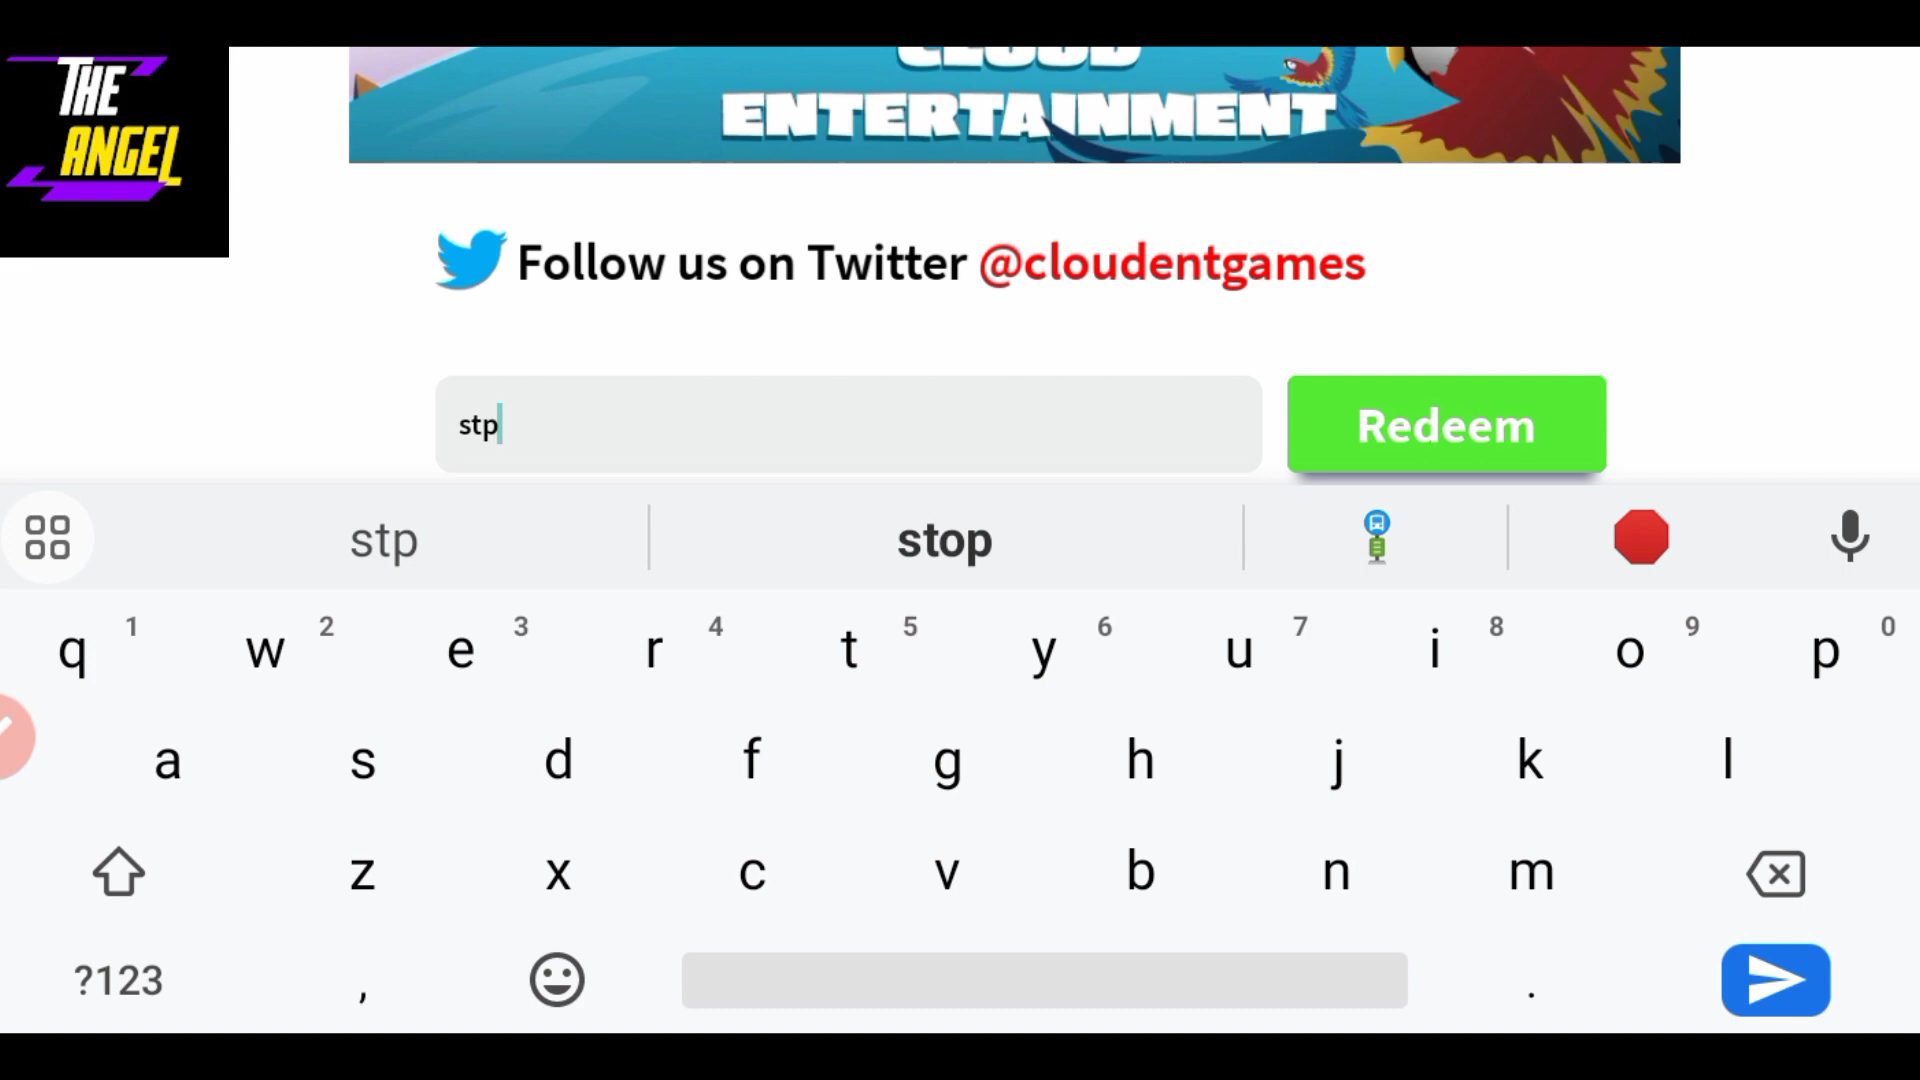 THE
ANGEL
CLOUD
ENTERTAINMENT
Follow us on Twitter @cloudentgames
stp
Redeem
stp
stop
q 1 w 2 e 3 r 4 t 5 y 6 u 7 i 8 o 9 p 0
a s d f g h j k l
z x c v b n m
?123 , .